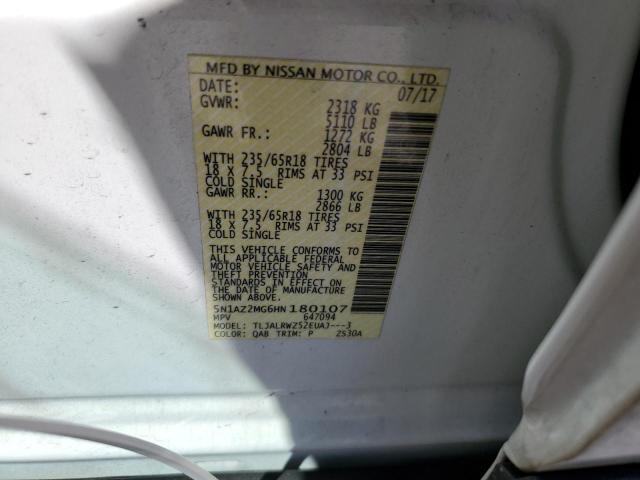 MFD BY NISSAN MOTOR CO., LTD.
DATE: 07/17
GVWR: 2318 KG
5110 LB
GAWR FR.: 1272 KG
2804 LB
WITH 235/65R18 TIRES
18 X 7.5 RIMS AT 33 PSI
COLD SINGLE
GAWR RR.: 1300 KG
2866 LB
WITH 235/65R18 TIRES
18 X 7.5 RIMS AT 33 PSI
COLD SINGLE
THIS VEHICLE CONFORMS TO
ALL APPLICABLE FEDERAL
MOTOR VEHICLE SAFETY AND
THEFT PREVENTION
STANDARDS IN EFFECT ON THE
DATE OF MANUFACTURE
5N1AZ2MG6HN180107
MPV 647094
MODEL: TLJALRWZ52EUAJ---3
COLOR: QAB TRIM: P ZS30A